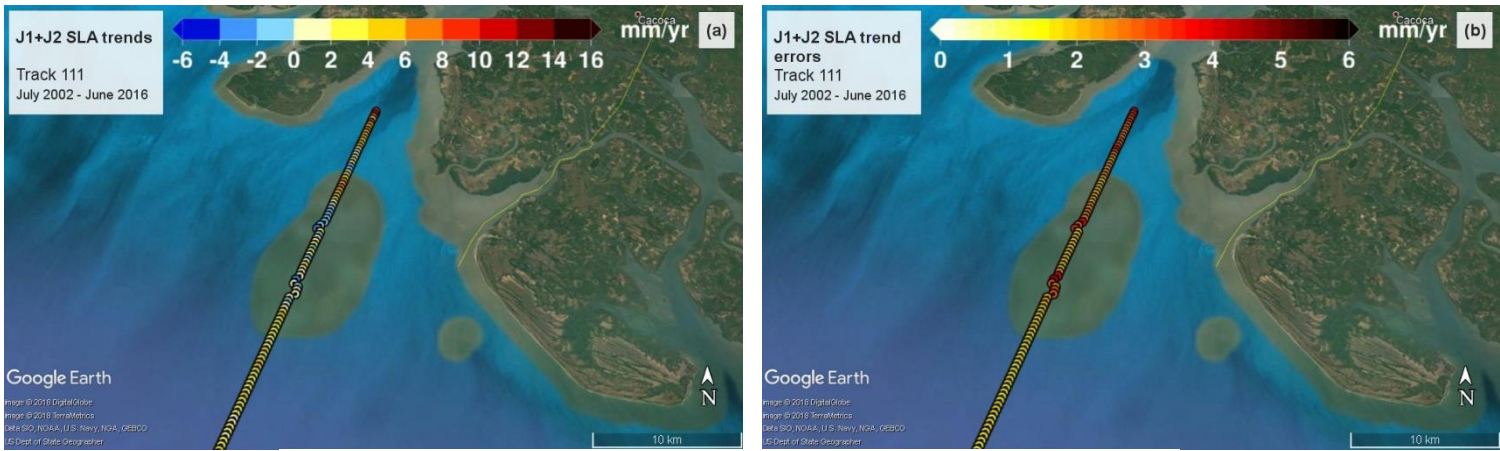 J1+J2 SLA trends
Track 111
July 2002 - June 2016
-6 -4 -2 0 2 4 6 8 10 12 14 16
mm/yr
Cacoca
(a)
N
Google Earth
Image © 2018 DigitalGlobe
Image © 2018 TerraMetrics
Data SIO, NOAA, U.S. Navy, NGA, GEBCO
US Dept of State Geographer
10 km
J1+J2 SLA trend
errors
Track 111
July 2002 - June 2016
0 1 2 3 4 5 6
mm/yr
Cacoca
(b)
N
Google Earth
Image © 2018 DigitalGlobe
Image © 2018 TerraMetrics
Data SIO, NOAA, U.S. Navy, NGA, GEBCO
US Dept of State Geographer
10 km